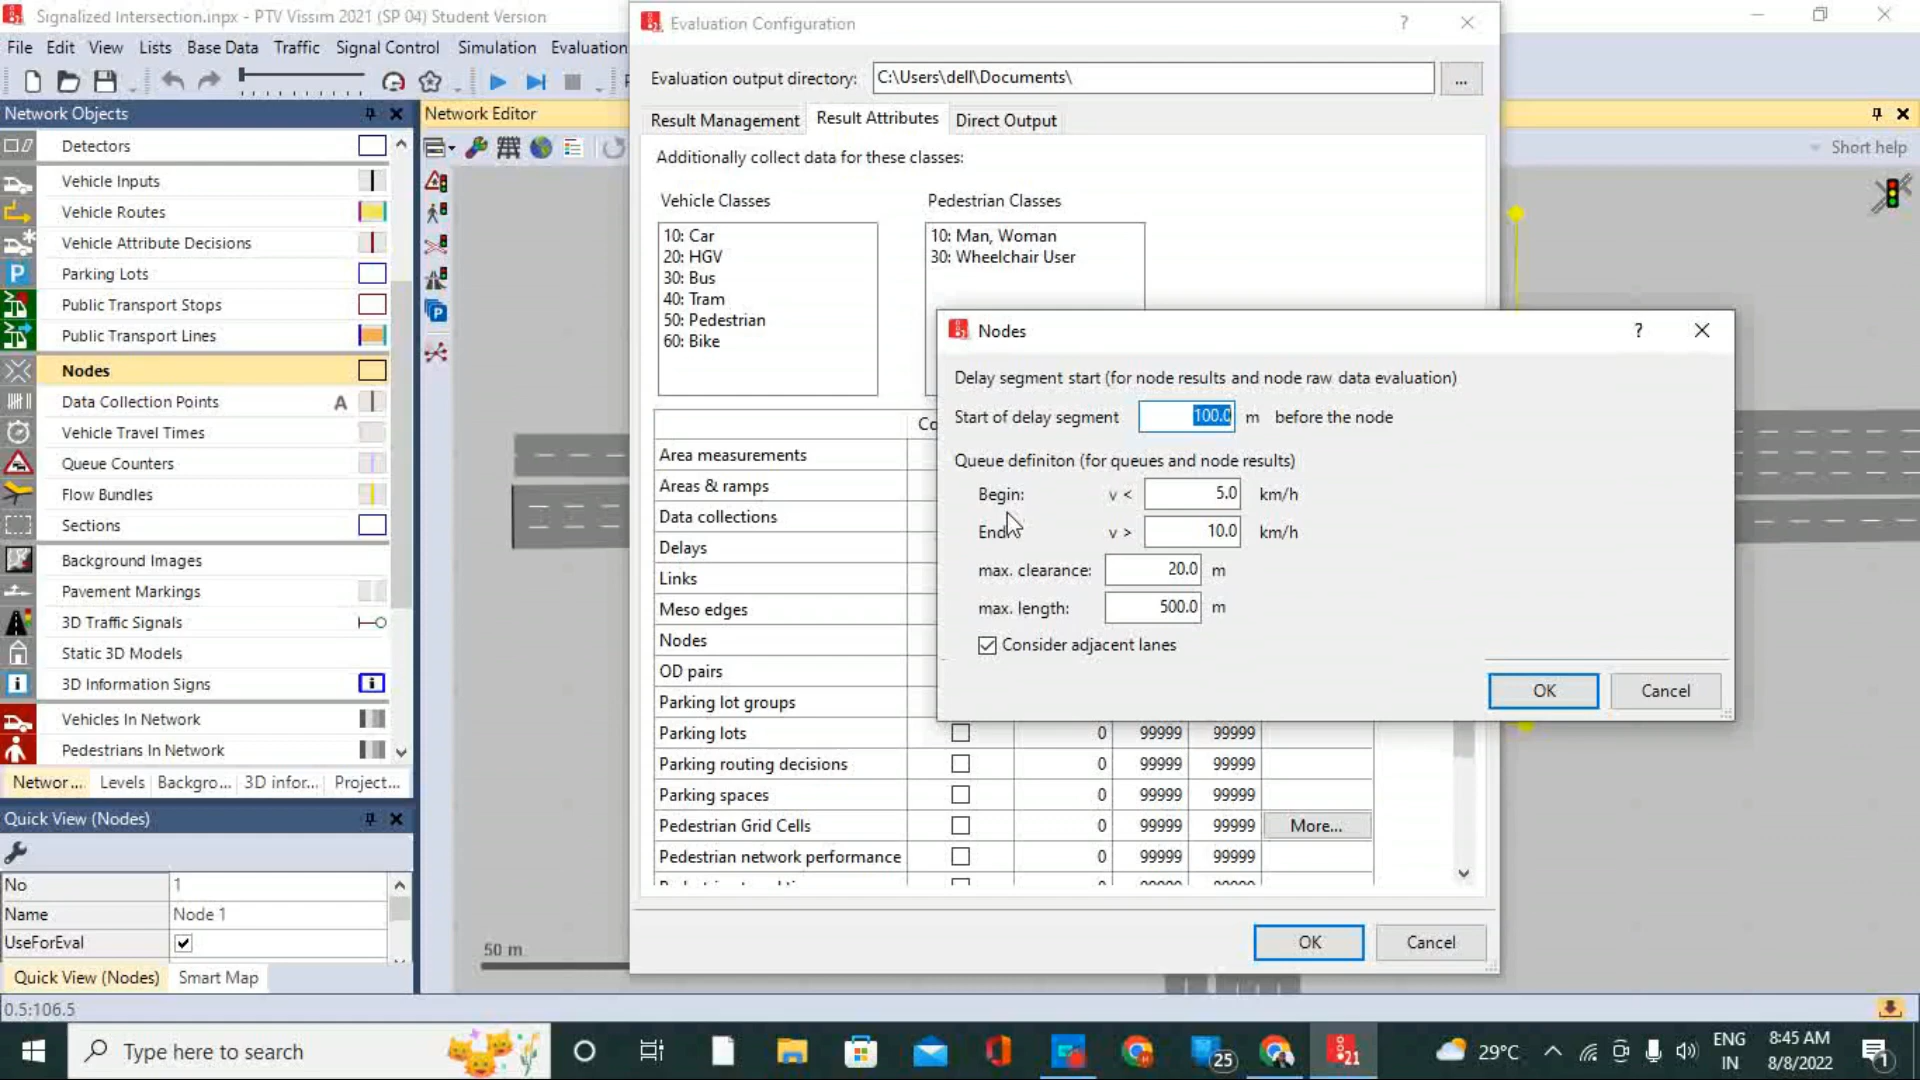 Signalized Intersection.inpx - PTV Vissim 2021 (SP 04) Student Version
File Edit View Lists Base Data Traffic Signal Control Simulation Evaluation
Network Objects
Detectors
Vehicle Inputs
Vehicle Routes
Vehicle Attribute Decisions
Parking Lots
Public Transport Stops
Public Transport Lines
Nodes
Data Collection Points A
Vehicle Travel Times
Queue Counters
Flow Bundles
Sections
Background Images
Pavement Markings
3D Traffic Signals
Static 3D Models
3D Information Signs
Vehicles In Network
Pedestrians In Network
Networ... Levels Backgro... 3D infor... Project...
Quick View (Nodes)
No 1
Name Node 1
UseForEval
Quick View (Nodes) Smart Map
0.5:106.5
Network Editor
Short help
50 m
Evaluation Configuration
Evaluation output directory: C:\Users\dell\Documents\ ...
Result Management Result Attributes Direct Output
Additionally collect data for these classes:
Vehicle Classes Pedestrian Classes
10: Car
20: HGV
30: Bus
40: Tram
50: Pedestrian
60: Bike
10: Man, Woman
30: Wheelchair User
Co
Area measurements
Areas & ramps
Data collections
Delays
Links
Meso edges
Nodes
OD pairs
Parking lot groups
Parking lots 0 99999 99999
Parking routing decisions 0 99999 99999
Parking spaces 0 99999 99999
Pedestrian Grid Cells 0 99999 99999 More...
Pedestrian network performance 0 99999 99999
OK Cancel
Nodes
Delay segment start (for node results and node raw data evaluation)
Start of delay segment 100.0 m before the node
Queue definiton (for queues and node results)
Begin: v < 5.0 km/h
End: v > 10.0 km/h
max. clearance: 20.0 m
max. length: 500.0 m
Consider adjacent lanes
OK Cancel
Type here to search
25
21
29°C
ENG
IN
8:45 AM
8/8/2022
1